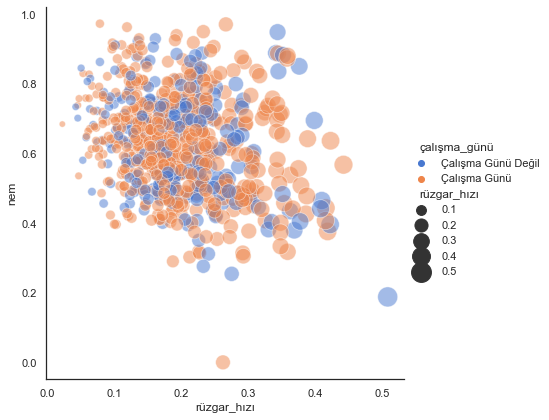 1.0
0.8
0.6
0.4
0.2
0.0
nem
0.0 0.1 0.2 0.3 0.4 0.5
rüzgar_hızı
çalışma_günü
Çalışma Günü Değil
Çalışma Günü
rüzgar_hızı
0.1
0.2
0.3
0.4
0.5